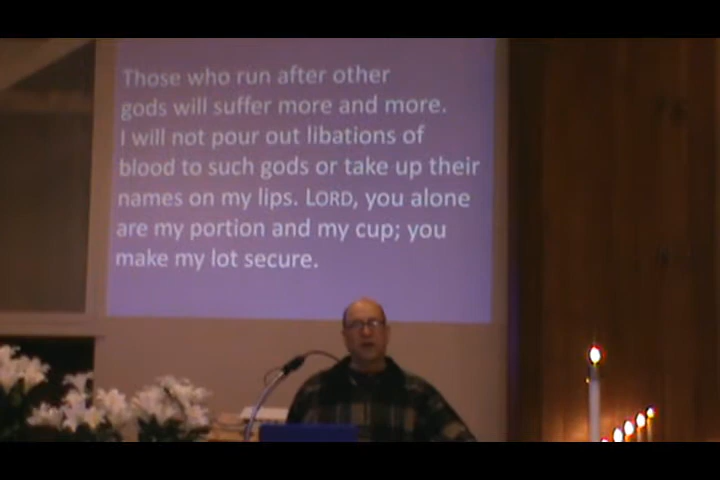 Those who run after other
gods will suffer more and more.
I will not pour out libations of
blood to such gods or take up their
names on my lips. LORD, you alone
are my portion and my cup; you
make my lot secure.